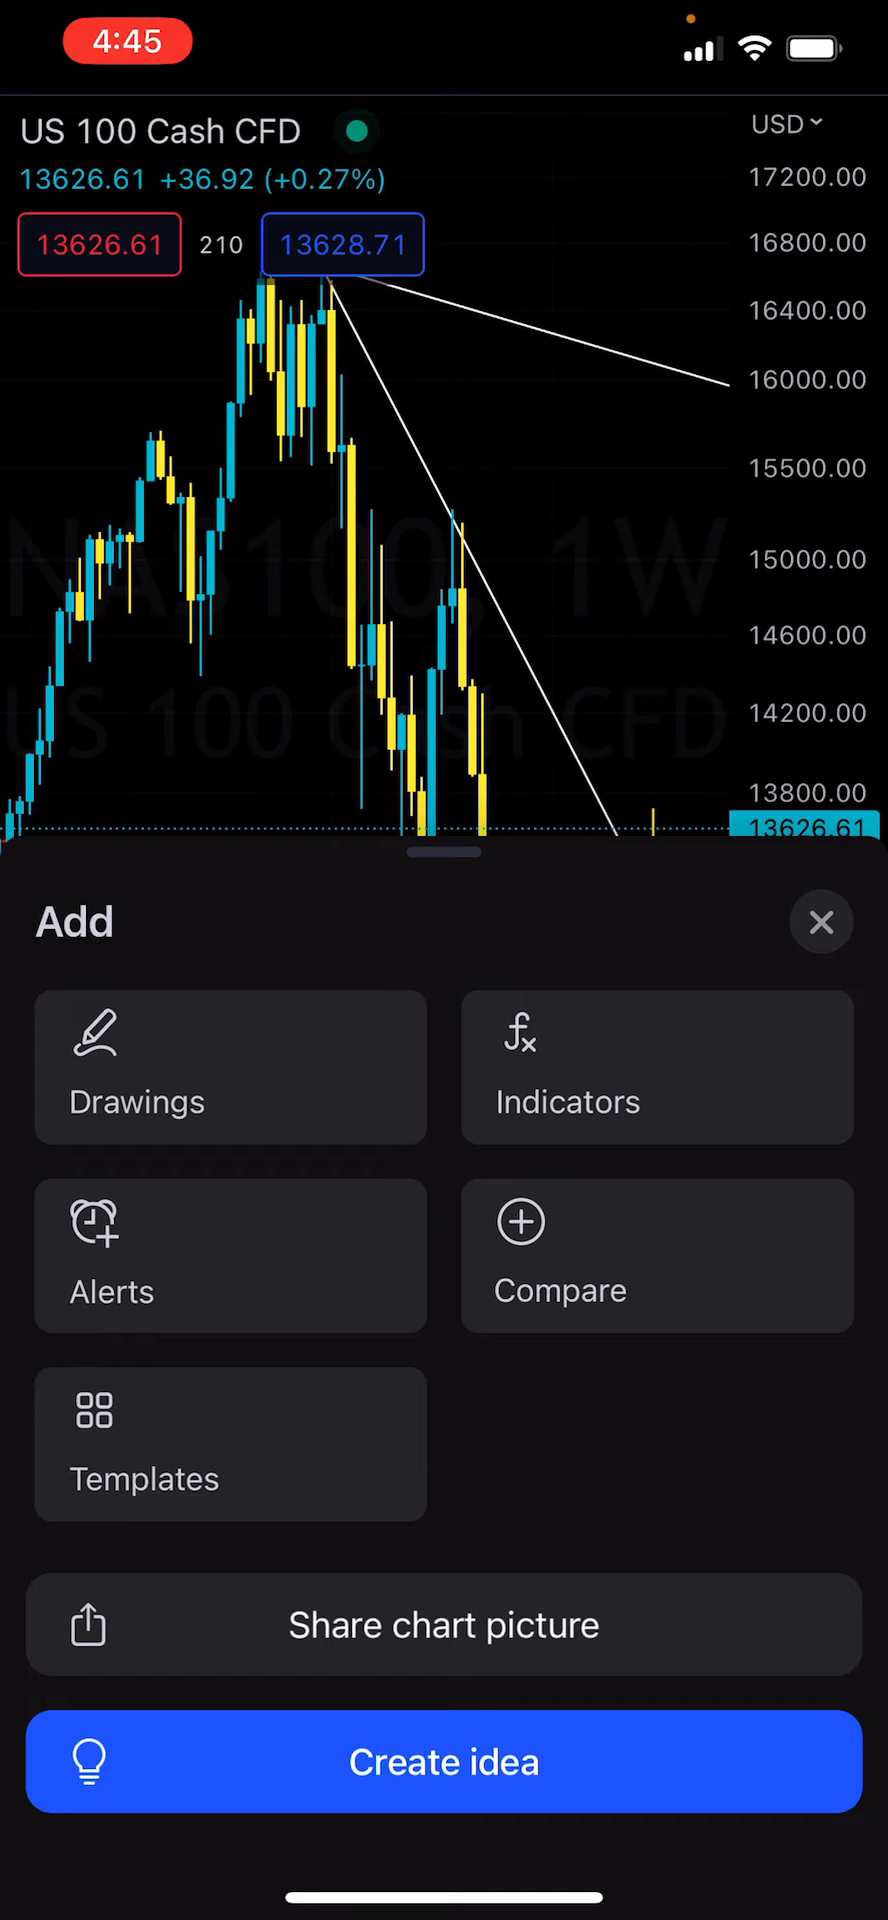 4:45
US 100 Cash CFD
USD
13626.61 +36.92 (+0.27%)
13626.61 210 13628.71
17200.00
16800.00
16400.00
16000.00
15500.00
15000.00
14600.00
14200.00
13800.00
13626.61
NAS100, 1W
US 100 Cash CFD
Add
Drawings
Indicators
Alerts
Compare
Templates
Share chart picture
Create idea